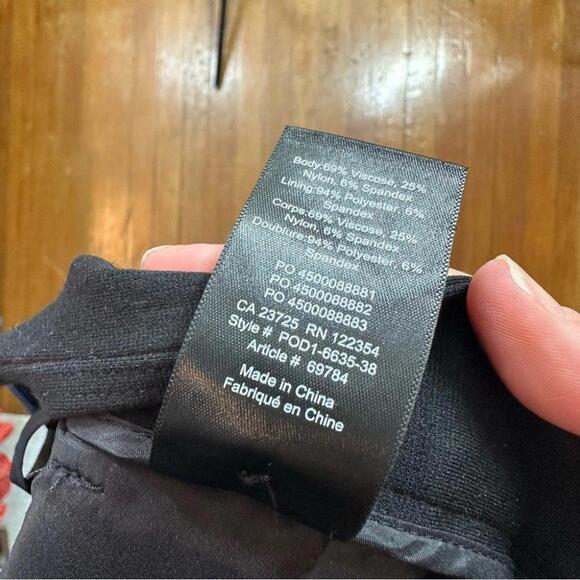 Body:69% Viscose, 25%
Nylon, 6% Spandex
Lining:94% Polyester, 6%
Spandex
Corps:69% Viscose, 25%
Nylon, 6% Spandex
Doublure:94% Polyester, 6%
Spandex
PO 4500088881
PO 4500088882
PO 4500088883
CA 23725 RN 122354
Style # POD1-6635-38
Article # 69784
Made in China
Fabriqué en Chine